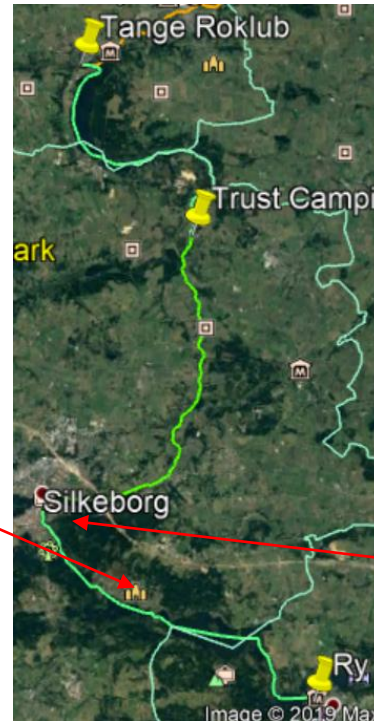 Tange Roklub
Trust Campi
ark
Silkeborg
Ry
Image © 2019 Max